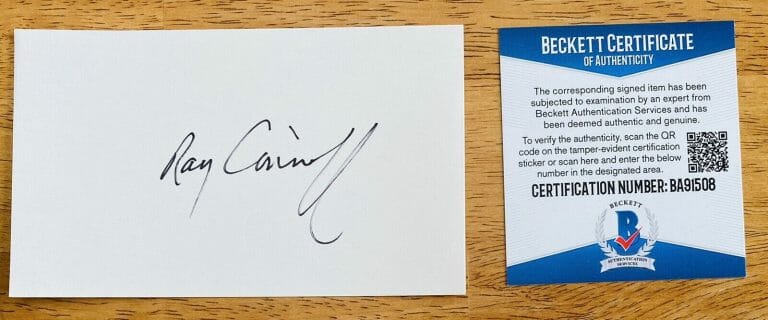 Ray
BECKETT CERTIFICATE
OF AUTHENTICITY
The corresponding signed item has been
subjected to examination by an expert from
Beckett Authentication Services and has
been deemed authentic and genuine.
To verify the authenticity, scan the QR
code on the tamper-evident certification
sticker or scan here and enter the below
number in the designated area.
CERTIFICATION NUMBER: BA91508
BECKETT
B
AUTHENTICATION
SERVICES